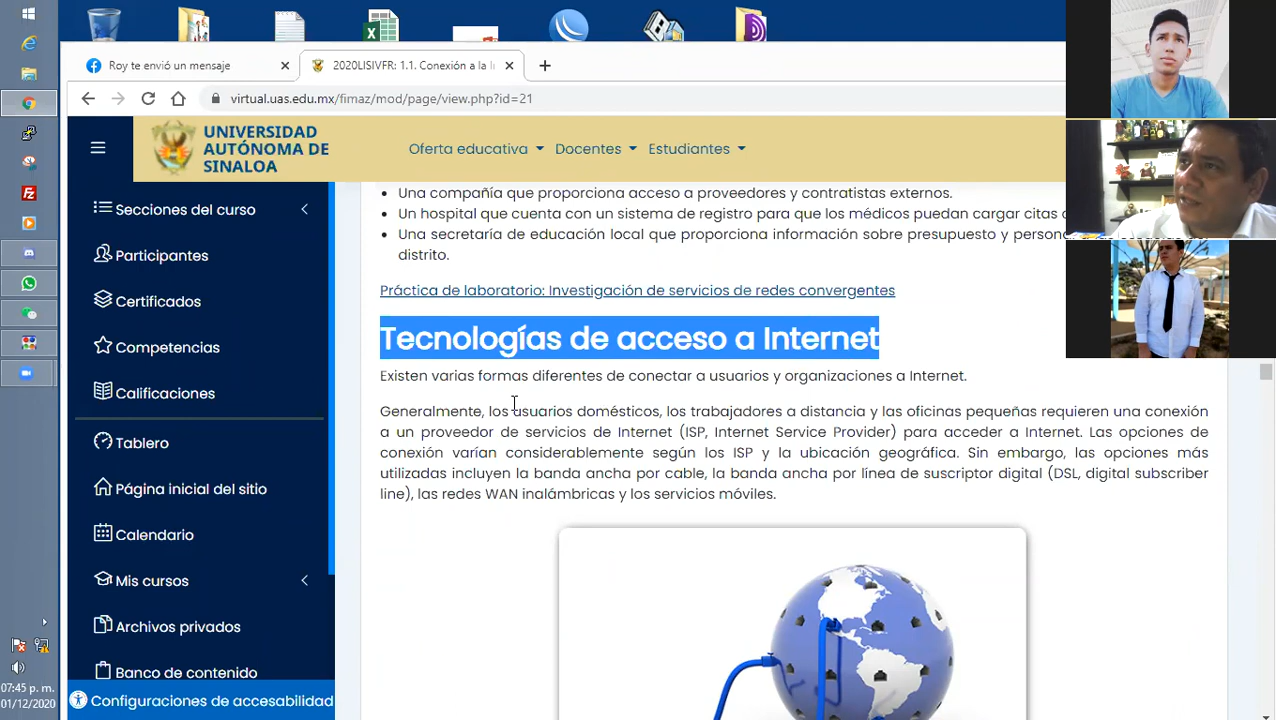 Roy te envió un mensaje
2020LISIVFR: 1.1. Conexión a la I
virtual.uas.edu.mx/fimaz/mod/page/view.php?id=21
UNIVERSIDAD
AUTÓNOMA DE
SINALOA
Oferta educativa
Docentes
Estudiantes
Secciones del curso
Participantes
Certificados
Competencias
Calificaciones
Tablero
Página inicial del sitio
Calendario
Mis cursos
Archivos privados
Banco de contenido
Configuraciones de accesabilidad
Una compañía que proporciona acceso a proveedores y contratistas externos.
Un hospital que cuenta con un sistema de registro para que los médicos puedan cargar citas
Una secretaría de educación local que proporciona información sobre presupuesto y
distrito.
Práctica de laboratorio: Investigación de servicios de redes convergentes
Tecnologías de acceso a Internet
Existen varias formas diferentes de conectar a usuarios y organizaciones a Internet.
Generalmente, los usuarios domésticos, los trabajadores a distancia y las oficinas pequeñas requieren una conexión
a un proveedor de servicios de Internet (ISP, Internet Service Provider) para acceder a Internet. Las opciones de
conexión varían considerablemente según los ISP y la ubicación geográfica. Sin embargo, las opciones más
utilizadas incluyen la banda ancha por cable, la banda ancha por línea de suscriptor digital (DSL, digital subscriber
line), las redes WAN inalámbricas y los servicios móviles.
07:45 p. m.
01/12/2020